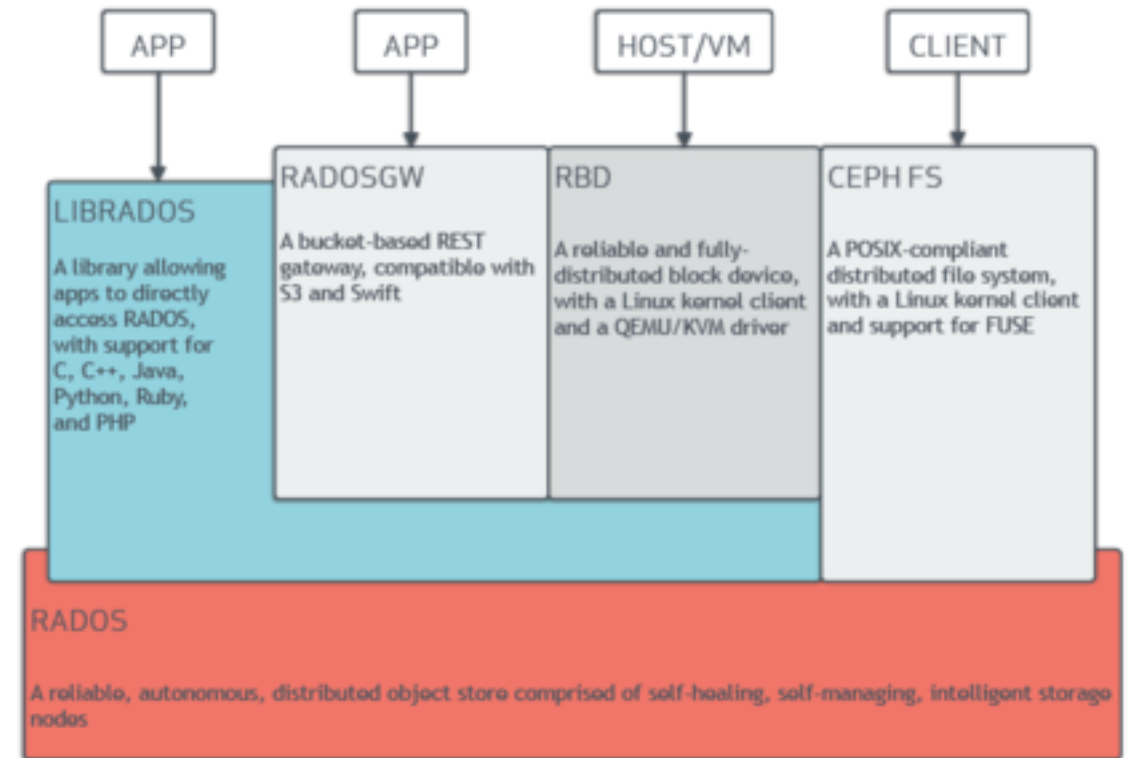 APP
APP
HOST/VM
CLIENT
LIBRADOS
A library allowing
apps to directly
access RADOS,
with support for
C, C++, Java,
Python, Ruby,
and PHP
RADOSGW
A bucket-based REST
gateway, compatible with
S3 and Swift
RBD
A reliable and fully-
distributed block device,
with a Linux kernel client
and a QEMU/KVM driver
CEPH FS
A POSIX-compliant
distributed file system,
with a Linux kernel client
and support for FUSE
RADOS
A reliable, autonomous, distributed object store comprised of self-healing, self-managing, intelligent storage
nodes